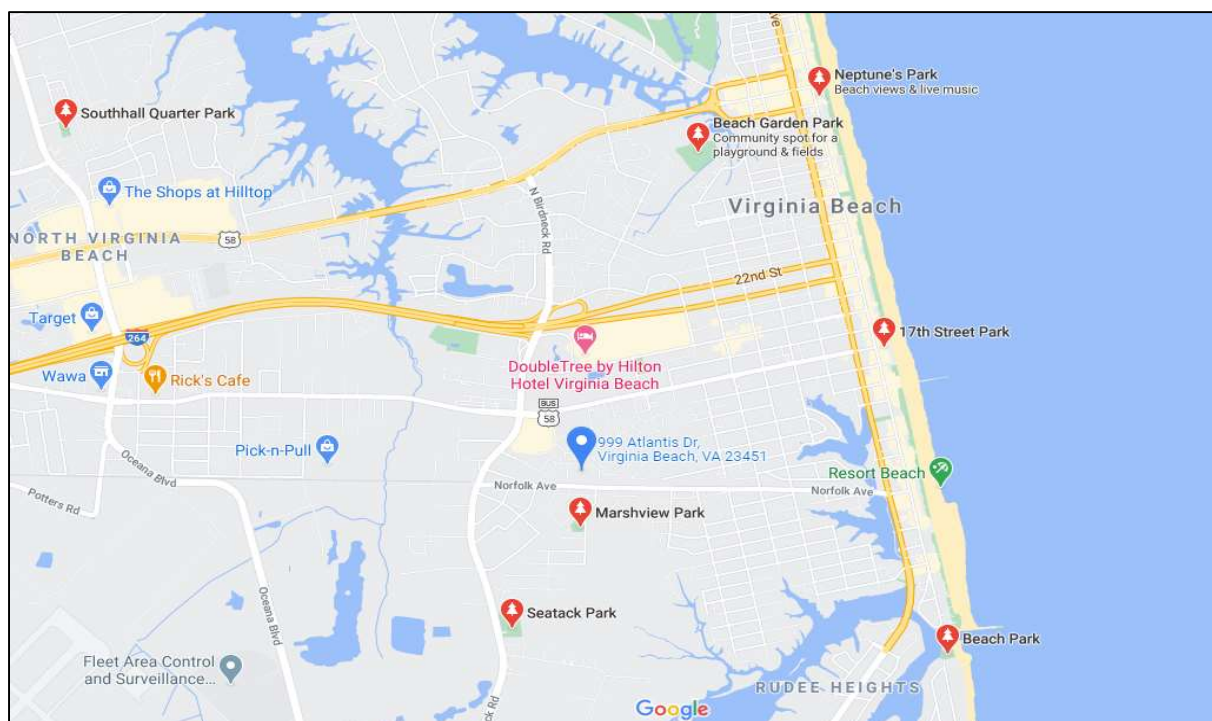 Ave
Neptune's Park
Beach views & live music
Southhall Quarter Park
Beach Garden Park
Community spot for a
playground & fields
The Shops at Hilltop
N Birdneck Rd
Virginia Beach
NORTH VIRGINIA
BEACH
58
22nd St
Target
264
17th Street Park
Wawa
Rick's Cafe
DoubleTree by Hilton
Hotel Virginia Beach
BUS
58
Pick-n-Pull
999 Atlantis Dr,
Virginia Beach, VA 23451
Oceana Blvd
Resort Beach
Potters Rd
Norfolk Ave
Norfolk Ave
Marshview Park
Oceana Blvd
Seatack Park
Beach Park
Fleet Area Control
and Surveillance...
RUDEE HEIGHTS
Google